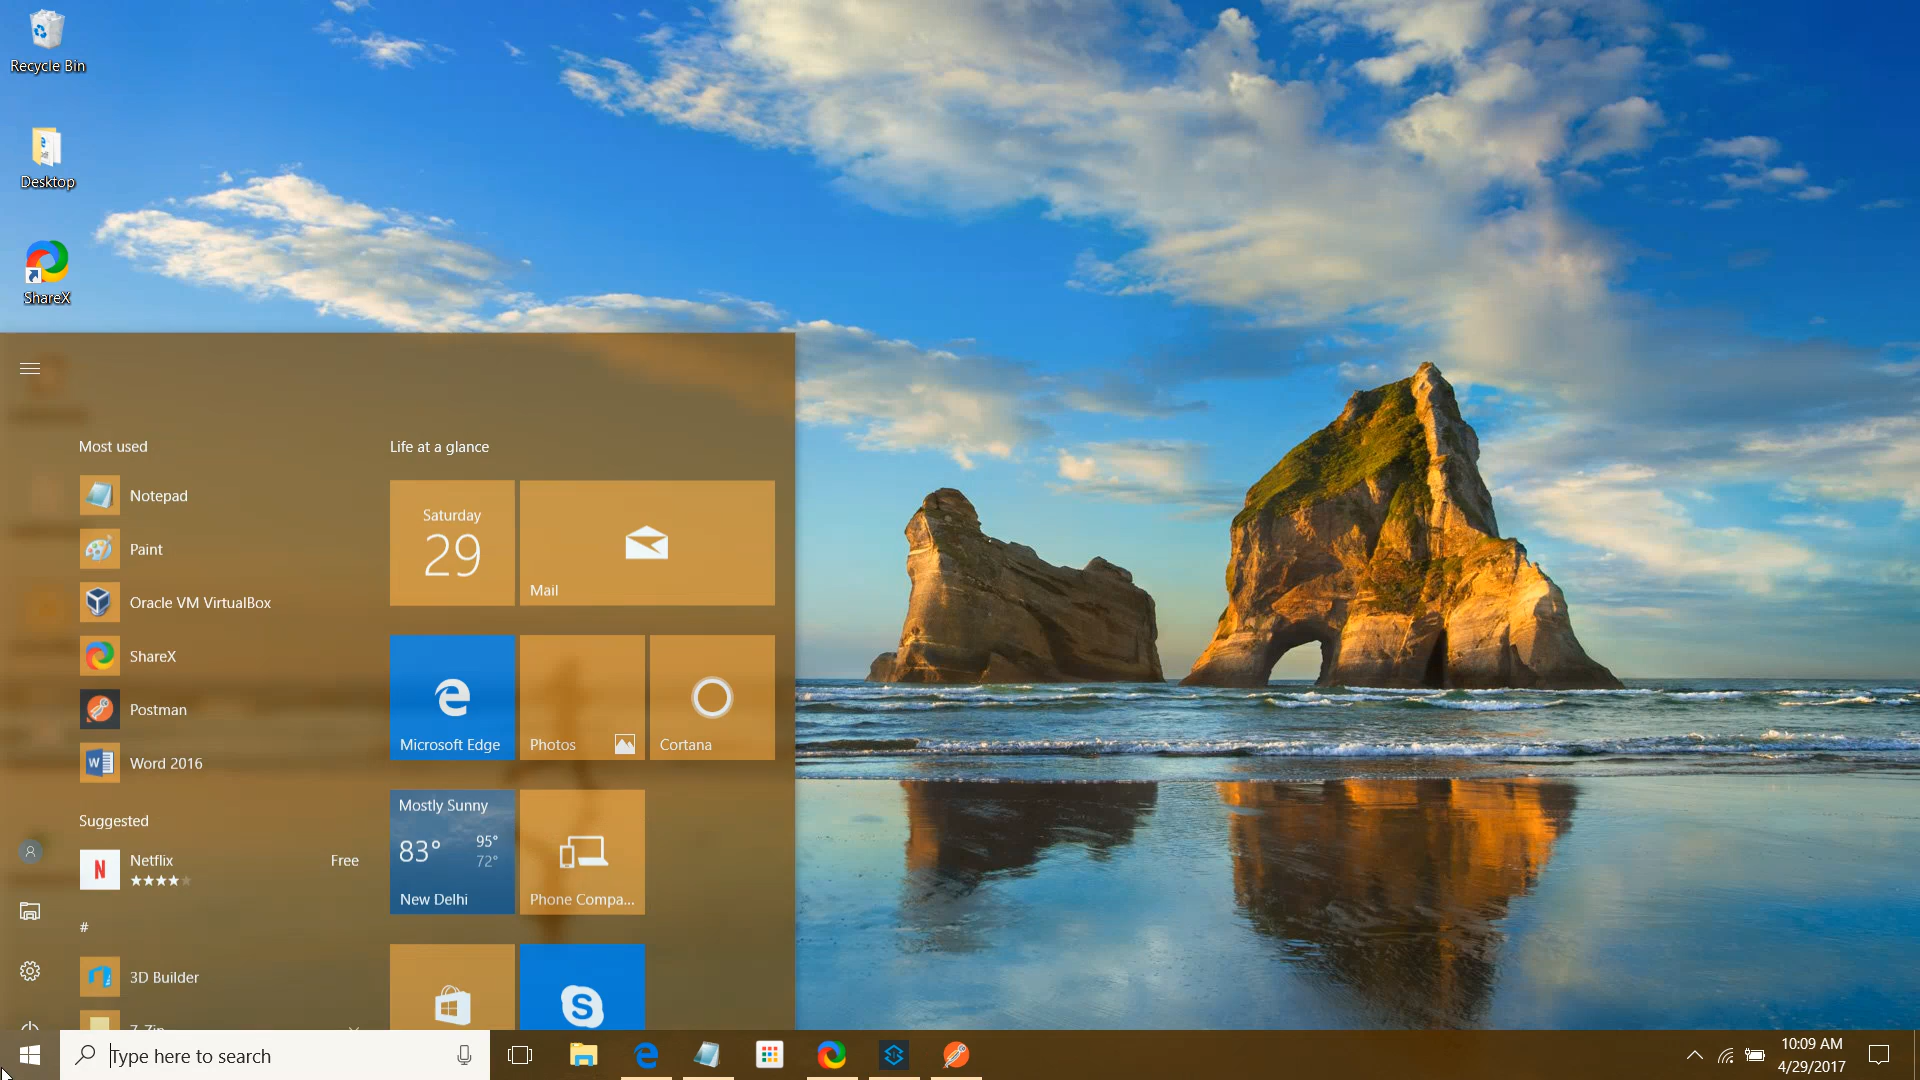 Recycle Bin
Desktop
ShareX
Most used
Notepad
Paint
Oracle VM VirtualBox
ShareX
Postman
Word 2016
Suggested
Netflix
Free
#
3D Builder
7-Zip
Life at a glance
Saturday
29
Mail
Microsoft Edge
Photos
Cortana
Mostly Sunny
83°
95°
72°
New Delhi
Phone Compa...
Type here to search
10:09 AM
4/29/2017